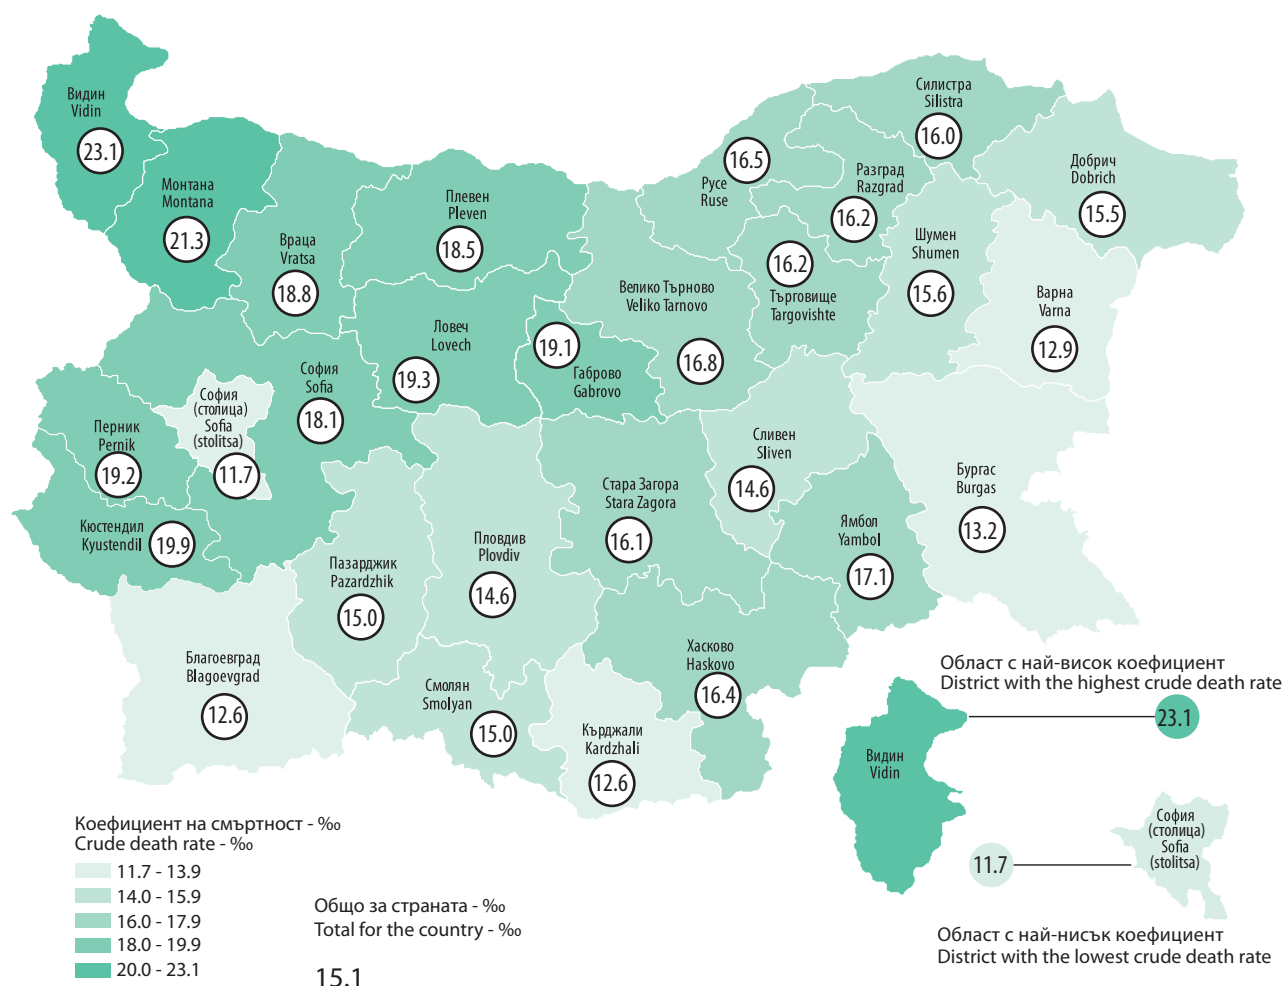 Видин
Vidin
23.1
Монтана
Montana
21.3
Враца
Vratsa
18.8
Плевен
Pleven
18.5
Ловеч
Lovech
19.3
19.1
Габрово
Gabrovo
Велико Търново
Veliko Tarnovo
16.8
16.5
Русе
Ruse
Разград
Razgrad
16.2
Силистра
Silistra
16.0
Добрич
Dobrich
15.5
16.2
Търговище
Targovishte
Шумен
Shumen
15.6
Варна
Varna
12.9
София
Sofia
18.1
София
(столица)
Sofia
(stolitsa)
11.7
Перник
Pernik
19.2
Кюстендил
Kyustendil
19.9
Благоевград
Blagoevgrad
12.6
Пазарджик
Pazardzhik
15.0
Пловдив
Plovdiv
14.6
Смолян
Smolyan
15.0
Стара Загора
Stara Zagora
16.1
Сливен
Sliven
14.6
Ямбол
Yambol
17.1
Бургас
Burgas
13.2
Хасково
Haskovo
16.4
Кърджали
Kardzhali
12.6
Област с най-висок коефициент
District with the highest crude death rate
23.1
Видин
Vidin
София
(столица)
Sofia
(stolitsa)
11.7
Област с най-нисък коефициент
District with the lowest crude death rate
Коефициент на смъртност - ‰
Crude death rate - ‰
11.7 - 13.9
14.0 - 15.9
16.0 - 17.9
18.0 - 19.9
20.0 - 23.1
Общо за страната - ‰
Total for the country - ‰
15.1